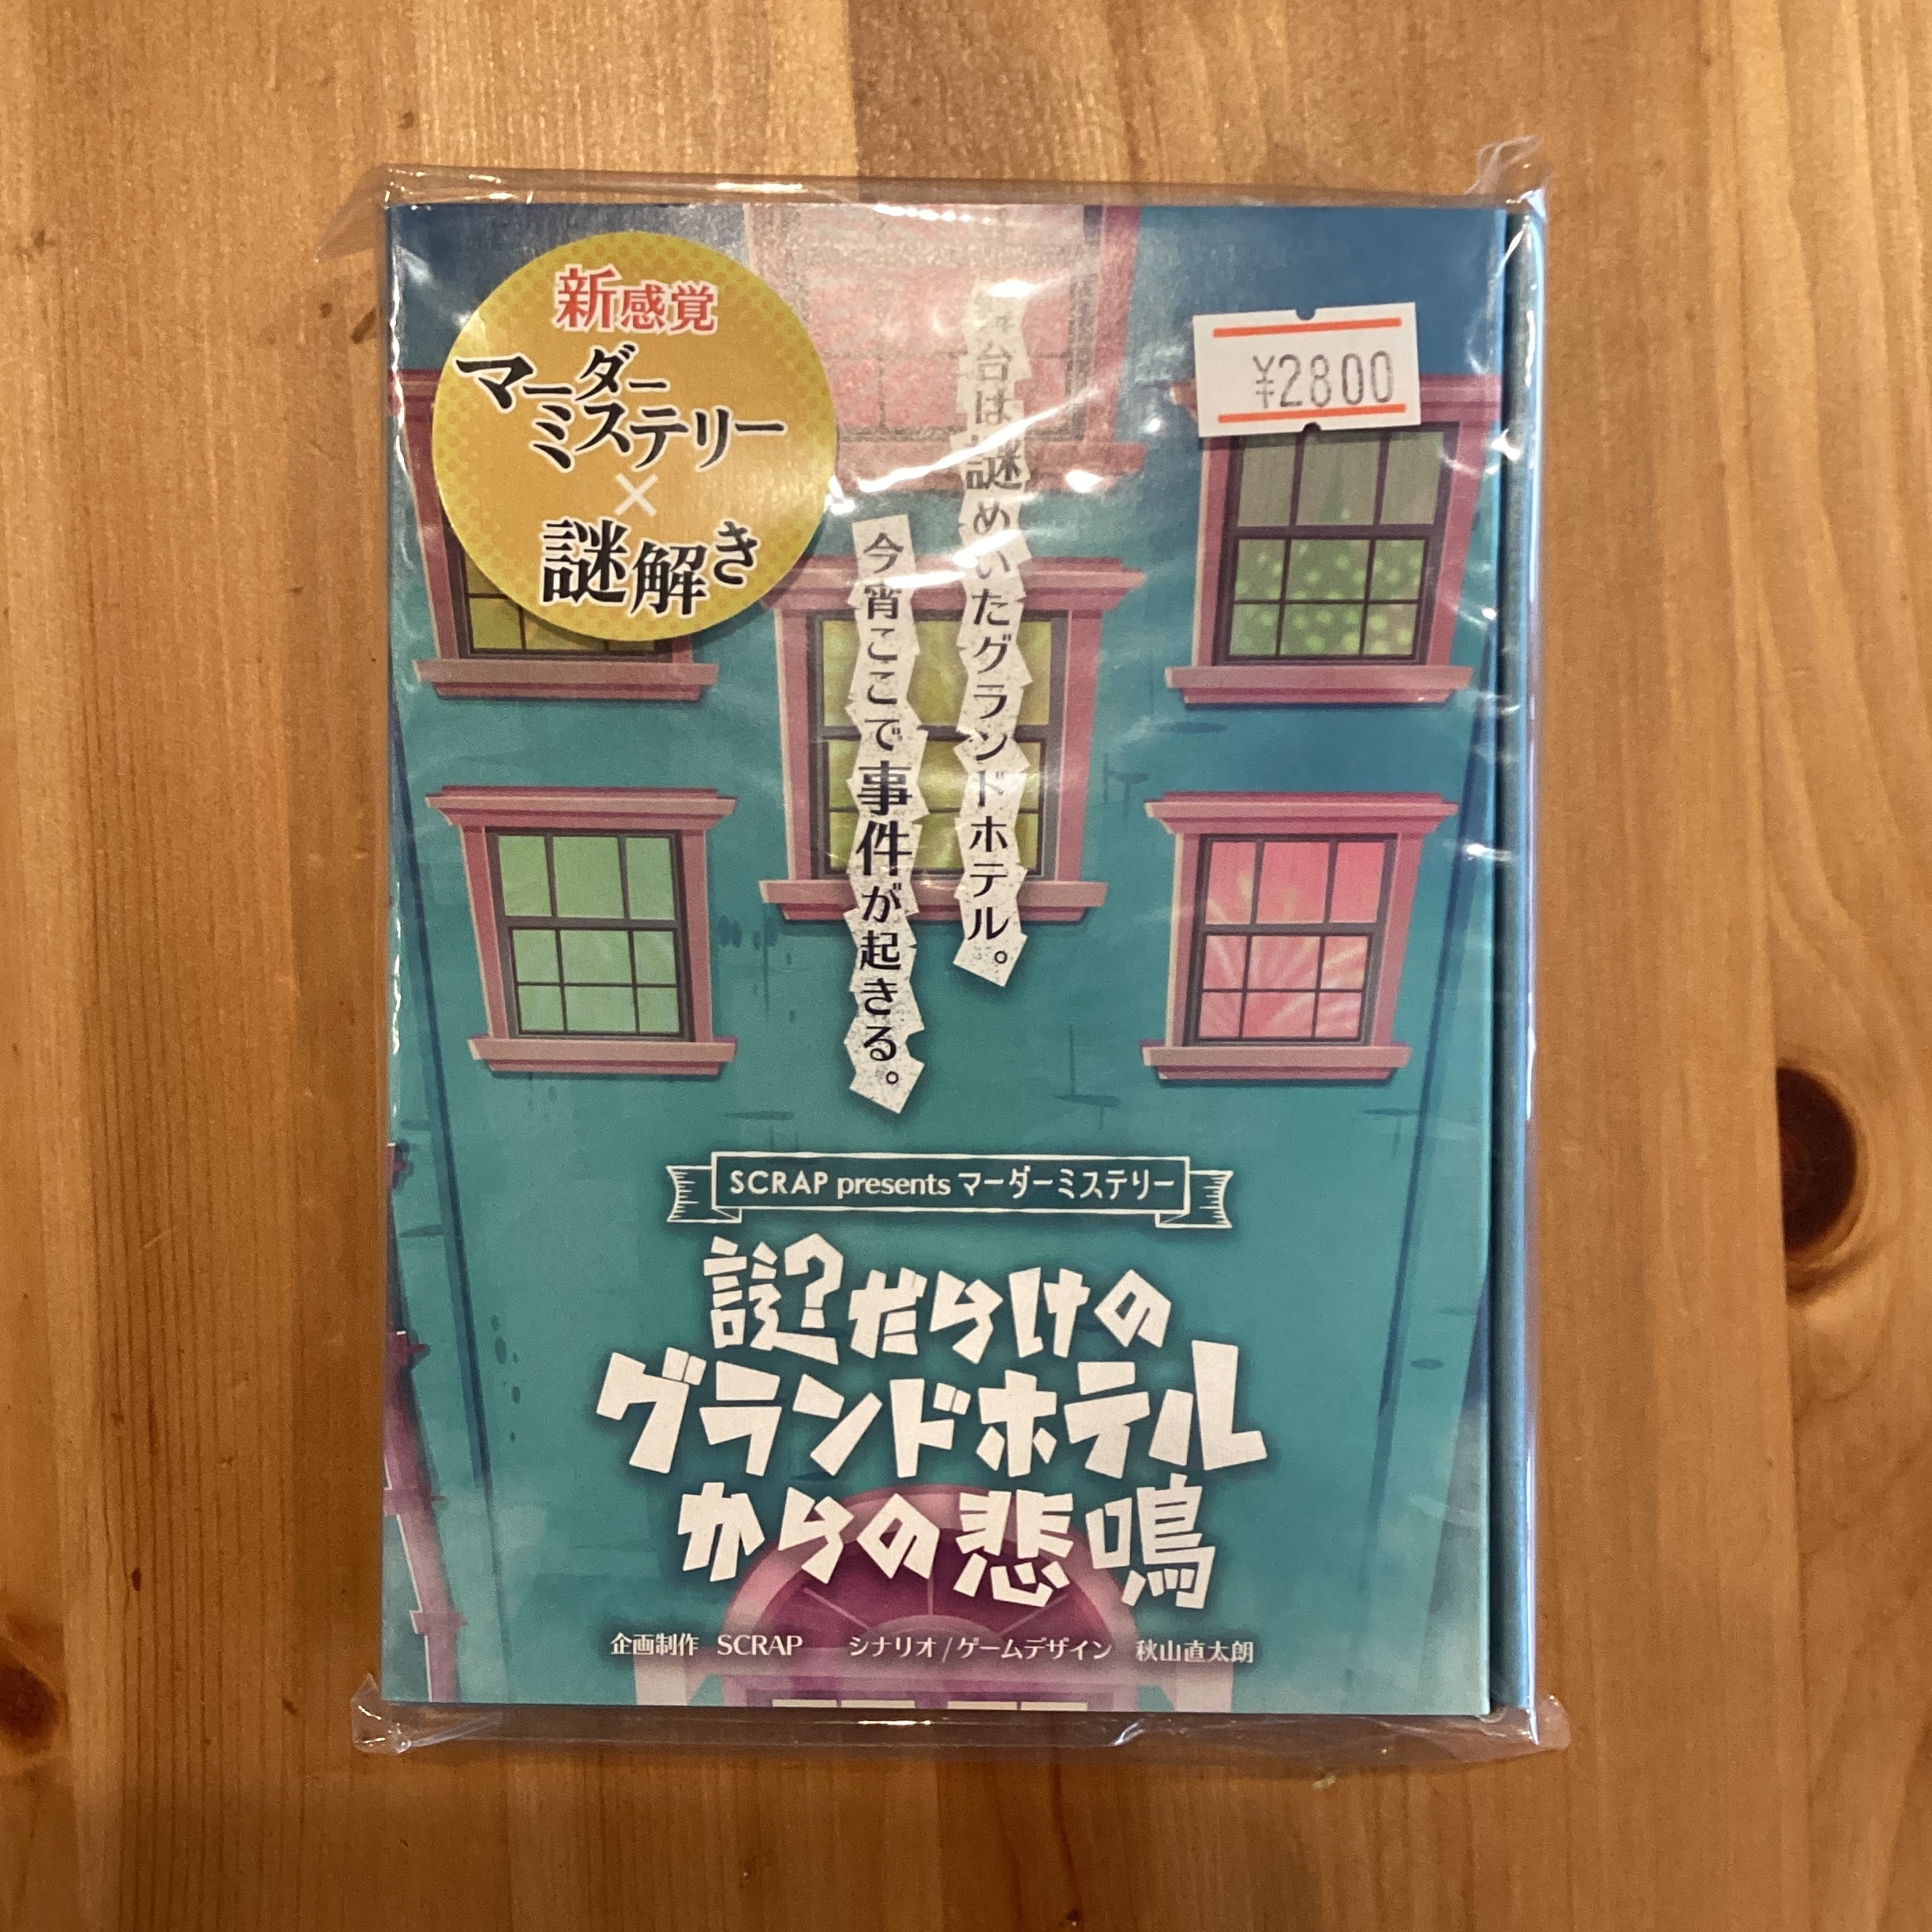 新感覚
マーダー
ミステリー
×
謎解き
¥2800
舞台は謎めいたグランドホテル。
今宵ここで事件が起きる。
SCRAP presents マーダーミステリー
謎だらけの
グランドホテル
からの悲鳴
企画制作 SCRAP シナリオ/ゲームデザイン 秋山直太朗